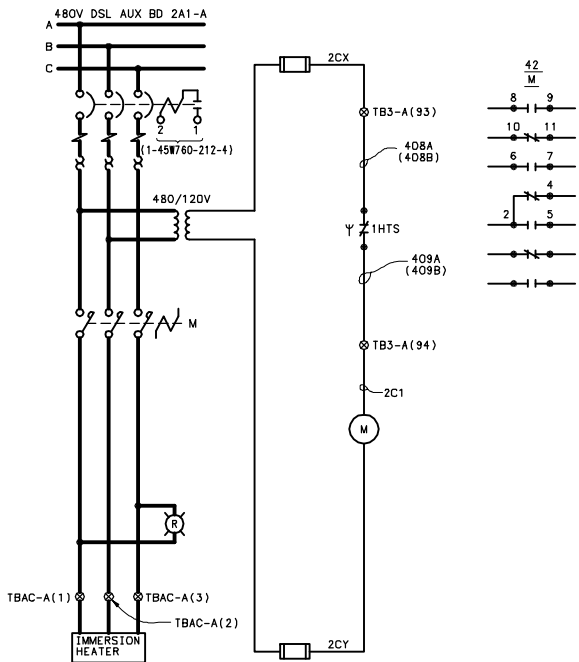 480V DSL AUX BD 2A1-A
A
B
C
2 1
(1-45W760-212-4)
480/120V
M
R
TBAC-A(1)
TBAC-A(3)
TBAC-A(2)
IMMERSION
HEATER
2CX
TB3-A(93)
408A
(408B)
1HTS
409A
(409B)
TB3-A(94)
2C1
M
2CY
42
M
8 9
10 11
6 7
4
2 5